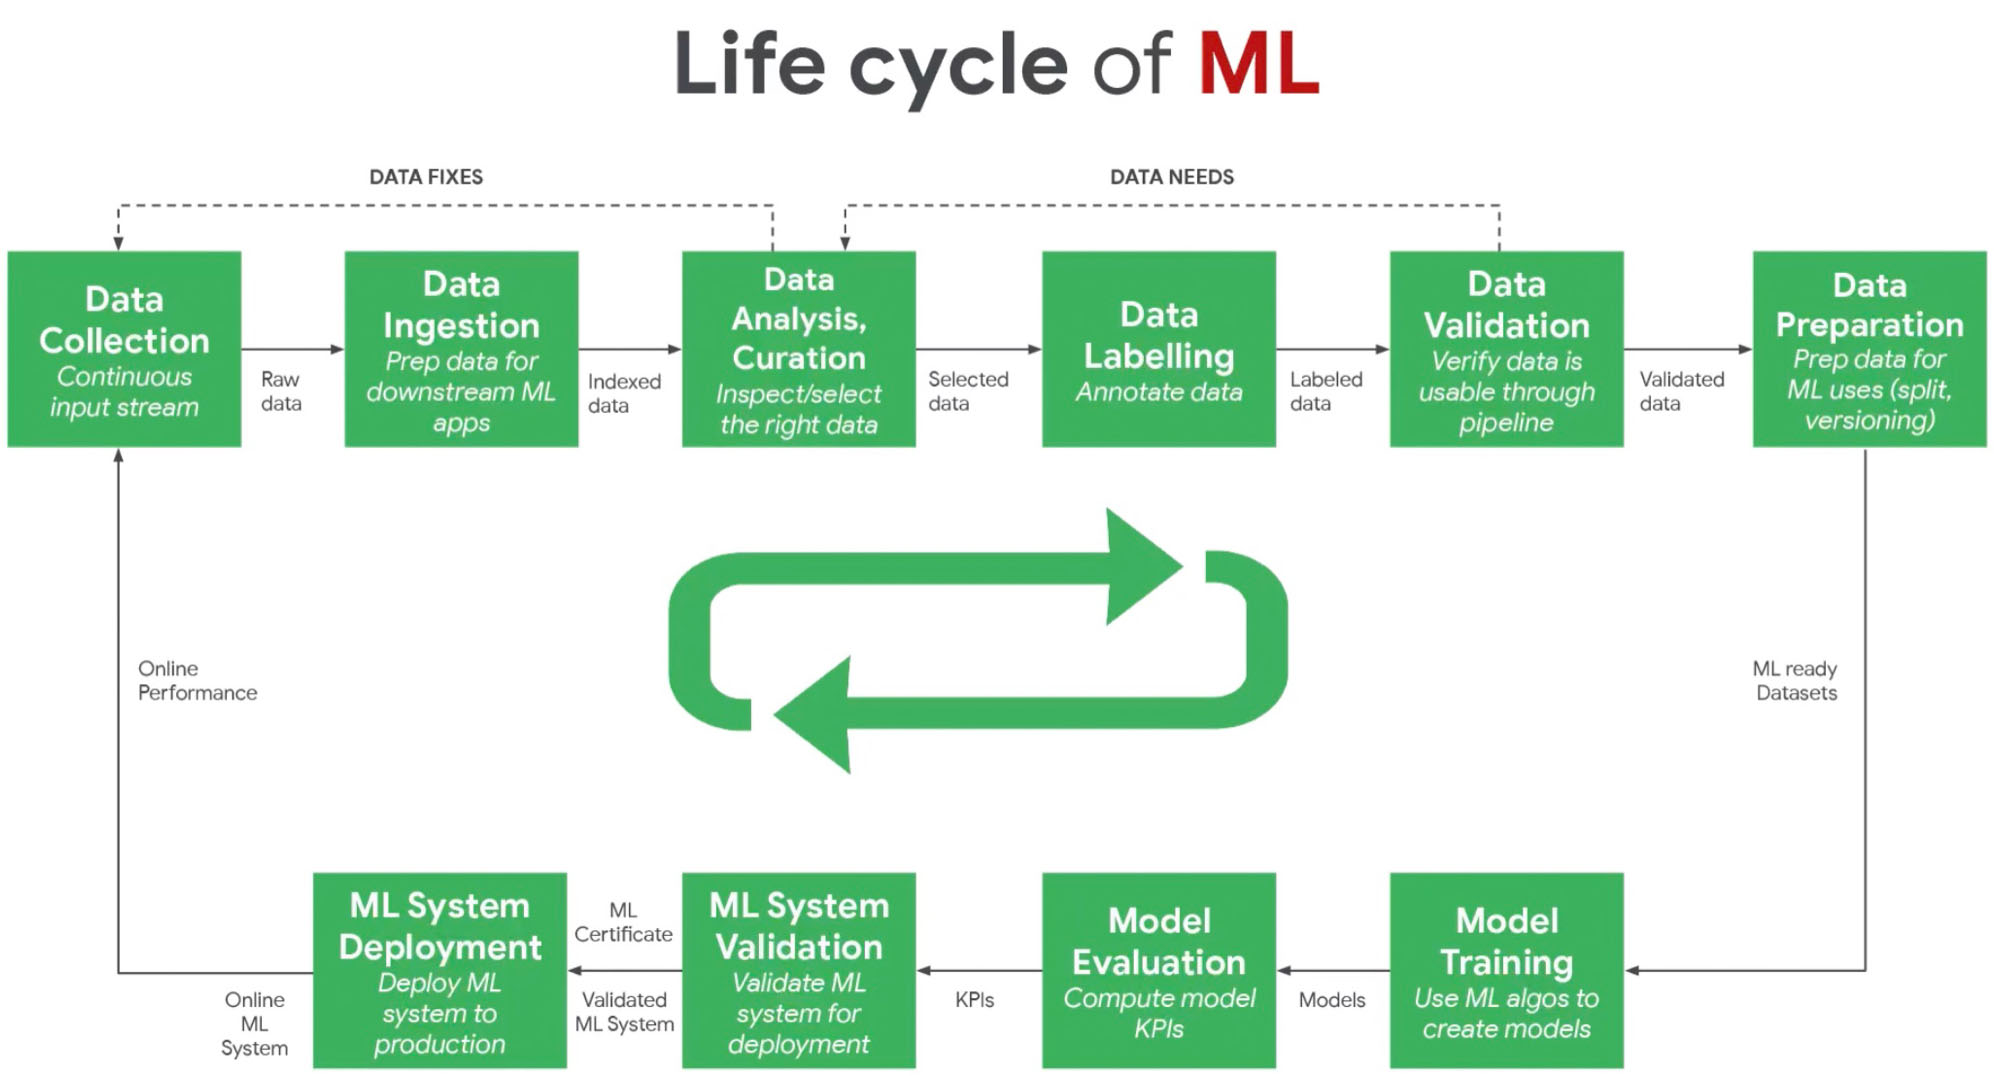 Life cycle of ML
DATA FIXES
DATA NEEDS
Data
Collection
Continuous
input stream
Raw
data
Data
Ingestion
Prep data for
downstream ML
apps
Indexed
data
Data
Analysis,
Curation
Inspect/select
the right data
Selected
data
Data
Labelling
Annotate data
Labeled
data
Data
Validation
Verify data is
usable through
pipeline
Validated
data
Data
Preparation
Prep data for
ML uses (split,
versioning)
Online
Performance
ML ready
Datasets
Online
ML
System
ML System
Deployment
Deploy ML
system to
production
ML
Certificate
Validated
ML System
ML System
Validation
Validate ML
system for
deployment
KPIs
Model
Evaluation
Compute model
KPIs
Models
Model
Training
Use ML algos to
create models